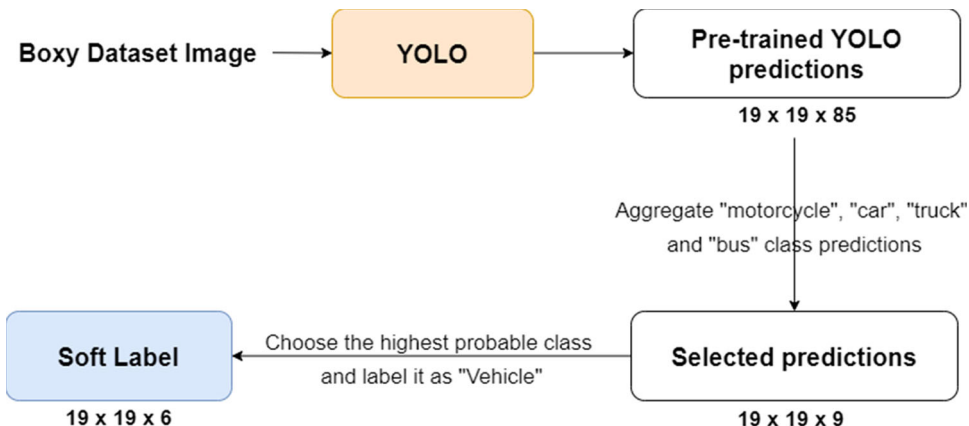 Boxy Dataset Image
YOLO
Pre-trained YOLO
predictions
19 x 19 x 85
Aggregate "motorcycle", "car", "truck"
and "bus" class predictions
Selected predictions
19 x 19 x 9
Choose the highest probable class
and label it as "Vehicle"
Soft Label
19 x 19 x 6